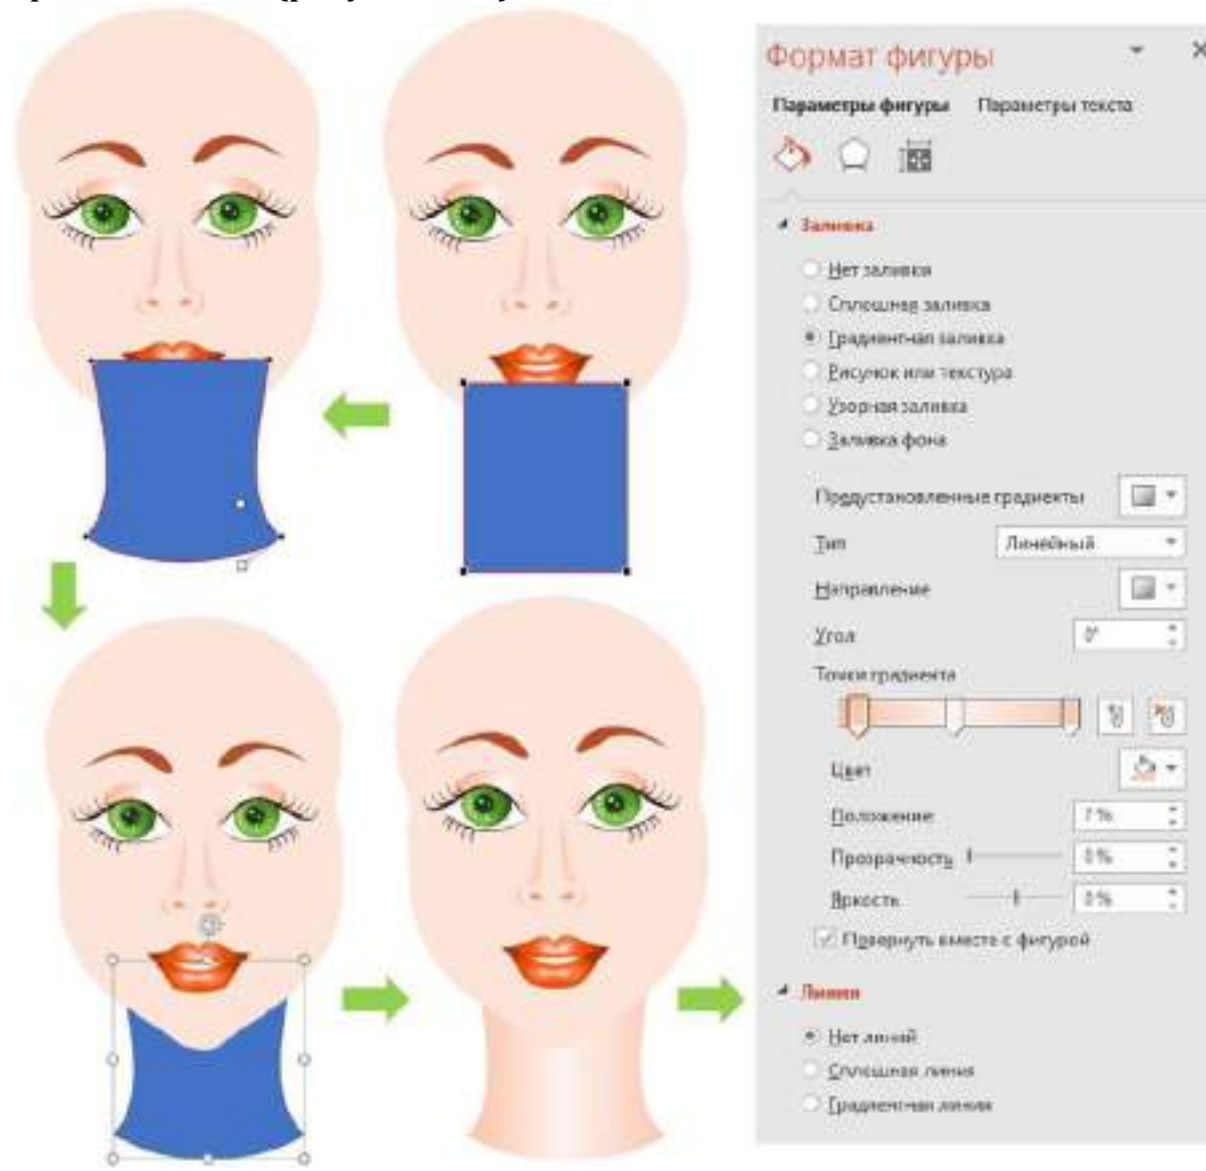 Формат фигуры
Параметры фигуры Параметры текста
Заливка
Нет заливки
Сплошная заливка
Градиентная заливка
Рисунок или текстура
Узорная заливка
Заливка фона
Предустановленные градиенты
Тип Линейный
Направление
Угол 0°
Точки градиента
Цвет
Положение 7 %
Прозрачность 0 %
Яркость 0 %
Повернуть вместе с фигурой
Линия
Нет линий
Сплошная линия
Градиентная линия